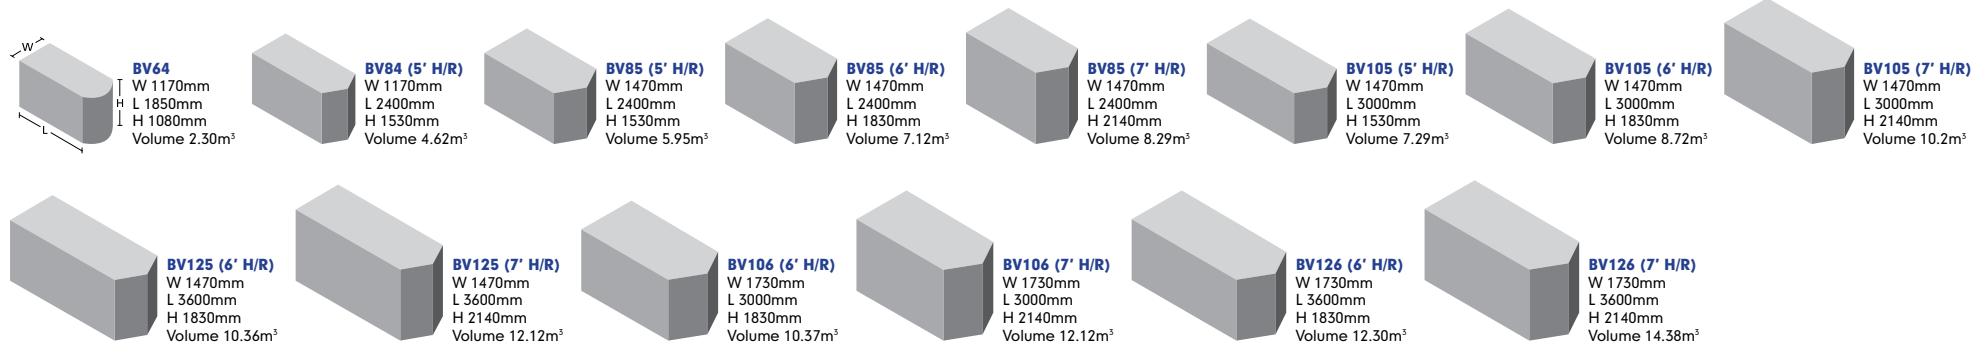 W
H
L
BV64
W 1170mm
L 1850mm
H 1080mm
Volume 2.30m³
BV84 (5′ H/R)
W 1170mm
L 2400mm
H 1530mm
Volume 4.62m³
BV85 (5′ H/R)
W 1470mm
L 2400mm
H 1530mm
Volume 5.95m³
BV85 (6′ H/R)
W 1470mm
L 2400mm
H 1830mm
Volume 7.12m³
BV85 (7′ H/R)
W 1470mm
L 2400mm
H 2140mm
Volume 8.29m³
BV105 (5′ H/R)
W 1470mm
L 3000mm
H 1530mm
Volume 7.29m³
BV105 (6′ H/R)
W 1470mm
L 3000mm
H 1830mm
Volume 8.72m³
BV105 (7′ H/R)
W 1470mm
L 3000mm
H 2140mm
Volume 10.2m³
BV125 (6′ H/R)
W 1470mm
L 3600mm
H 1830mm
Volume 10.36m³
BV125 (7′ H/R)
W 1470mm
L 3600mm
H 2140mm
Volume 12.12m³
BV106 (6′ H/R)
W 1730mm
L 3000mm
H 1830mm
Volume 10.37m³
BV106 (7′ H/R)
W 1730mm
L 3000mm
H 2140mm
Volume 12.12m³
BV126 (6′ H/R)
W 1730mm
L 3600mm
H 1830mm
Volume 12.30m³
BV126 (7′ H/R)
W 1730mm
L 3600mm
H 2140mm
Volume 14.38m³